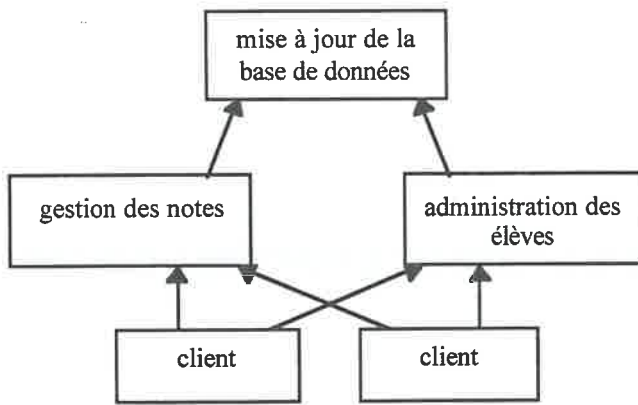 mise à jour de la
base de données
gestion des notes
administration des
élèves
client
client